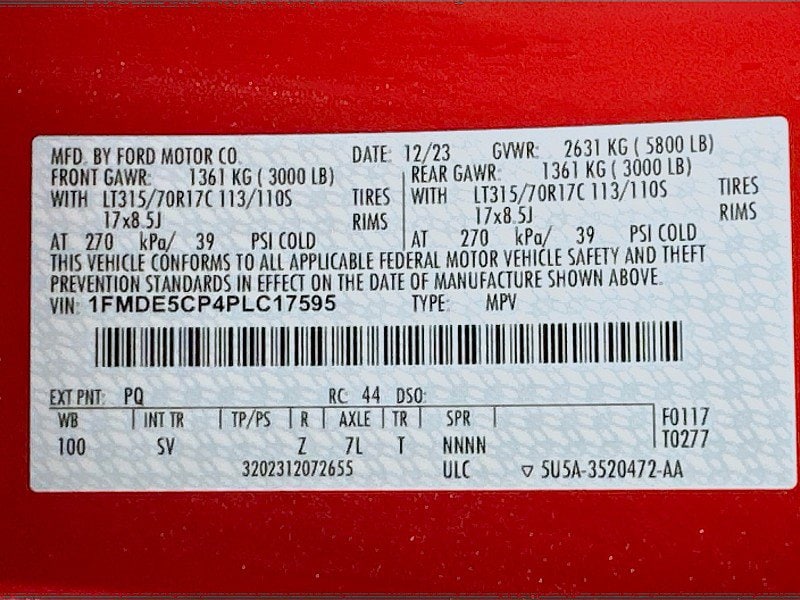 MFD. BY FORD MOTOR CO. DATE: 12/23 GVWR: 2631 KG ( 5800 LB)
FRONT GAWR: 1361 KG ( 3000 LB) REAR GAWR: 1361 KG ( 3000 LB)
WITH LT315/70R17C 113/110S TIRES WITH LT315/70R17C 113/110S TIRES
17x8.5J RIMS 17x8.5J RIMS
AT 270 kPa/ 39 PSI COLD AT 270 kPa/ 39 PSI COLD
THIS VEHICLE CONFORMS TO ALL APPLICABLE FEDERAL MOTOR VEHICLE SAFETY AND THEFT
PREVENTION STANDARDS IN EFFECT ON THE DATE OF MANUFACTURE SHOWN ABOVE.
VIN: 1FMDE5CP4PLC17595 TYPE: MPV
EXT PNT: PQ RC: 44 DSO:
WB INT TR TP/PS R AXLE TR SPR F0117
100 SV Z 7L T NNNN T0277
3202312072655 ULC ▽ 5U5A-3520472-AA